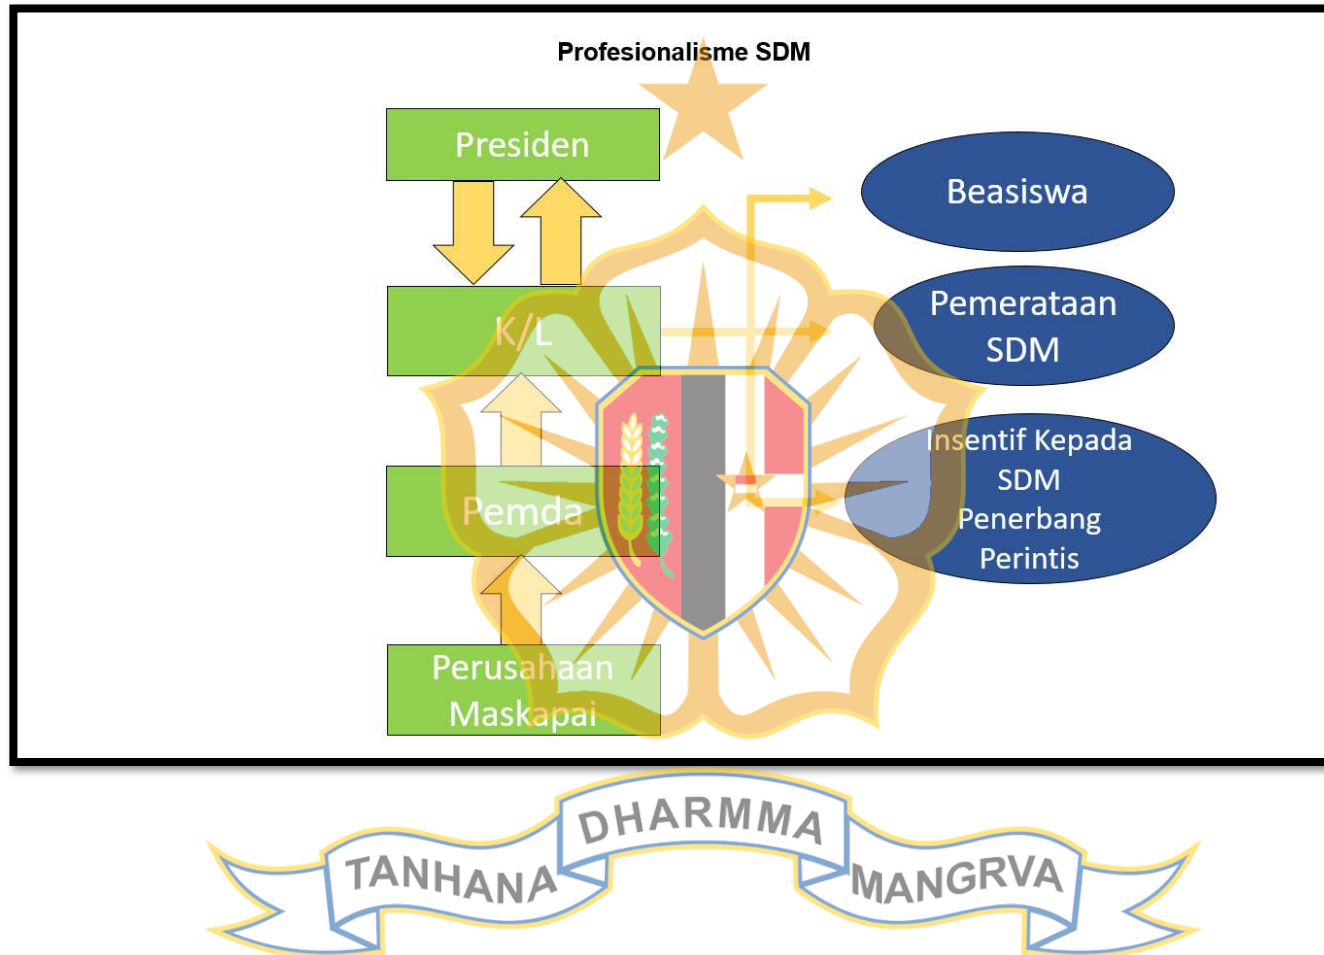 Profesionalisme SDM
Presiden
K/L
Pemda
Perusahaan
Maskapai
Beasiswa
Pemerataan
SDM
Insentif Kepada
SDM
Penerbang
Perintis
TANHANA DHARMMA MANGRVA